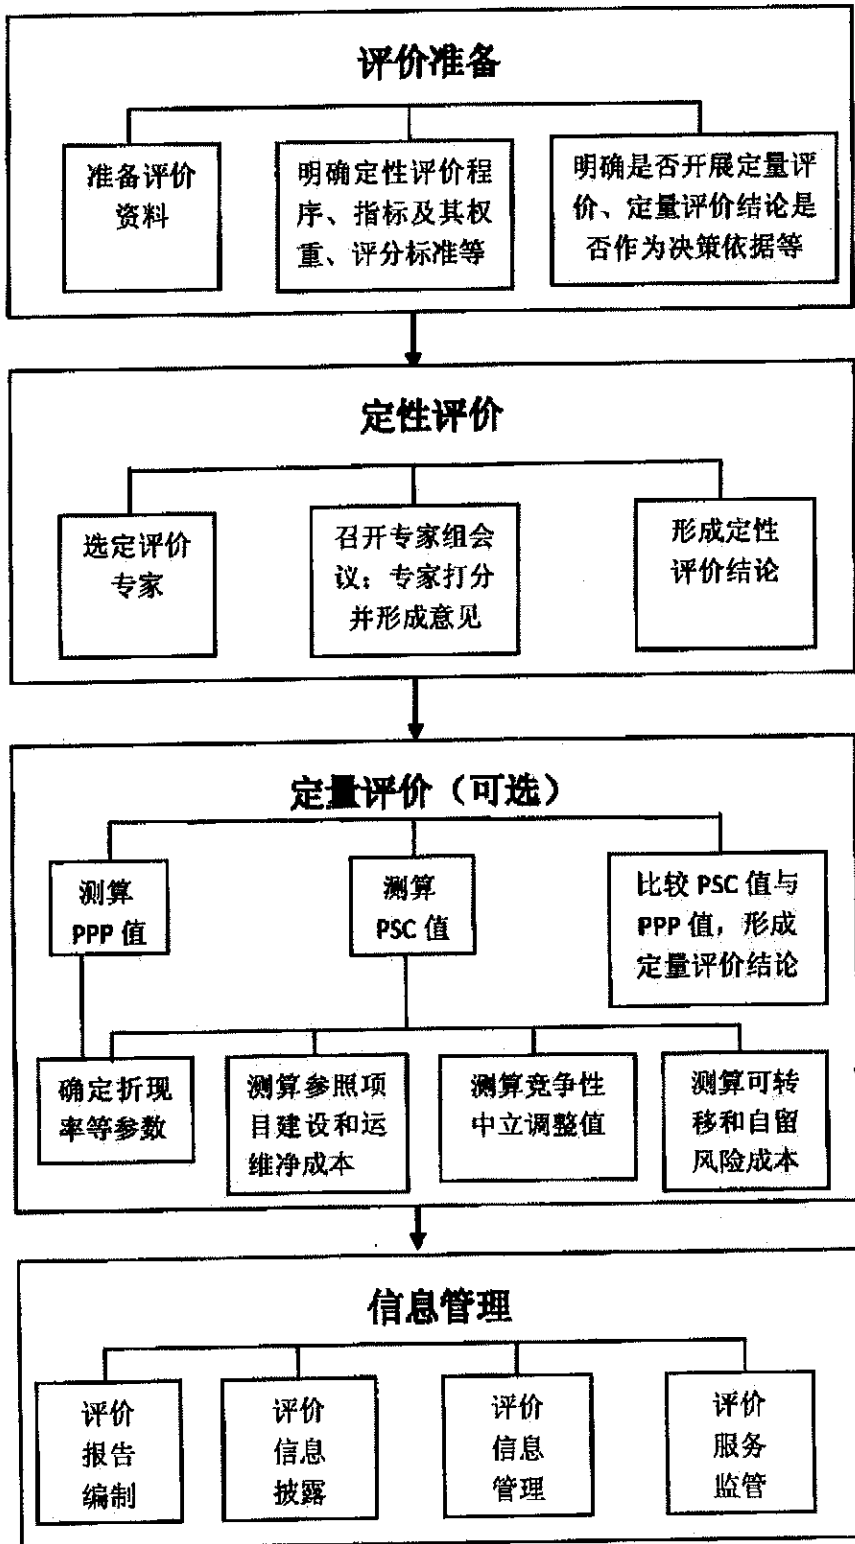 评价准备
准备评价
资料
明确定性评价程
序、指标及其权
重、评分标准等
明确是否开展定量评
价、定量评价结论是
否作为决策依据等
定性评价
选定评价
专家
召开专家组会
议；专家打分
并形成意见
形成定性
评价结论
定量评价（可选）
测算
PPP 值
测算
PSC 值
比较 PSC 值与
PPP 值，形成
定量评价结论
确定折现
率等参数
测算参照项
目建设和运
维净成本
测算竞争性
中立调整值
测算可转
移和自留
风险成本
信息管理
评价
报告
编制
评价
信息
披露
评价
信息
管理
评价
服务
监管